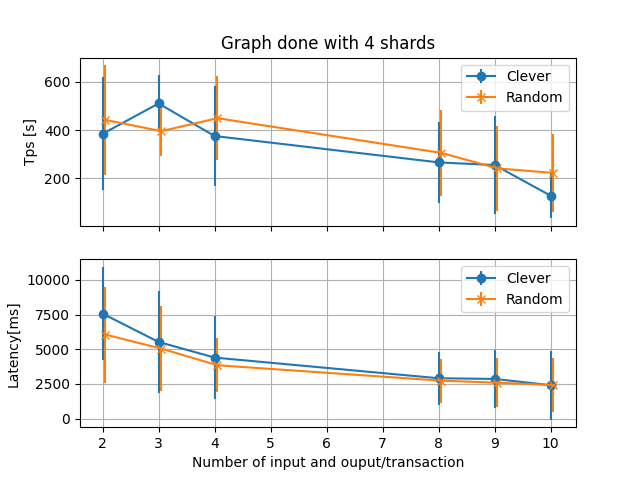 Graph done with 4 shards
Tps [s]
600
400
200
Clever
Random
Latency[ms]
10000
7500
5000
2500
0
Clever
Random
2 3 4 5 6 7 8 9 10
Number of input and ouput/transaction